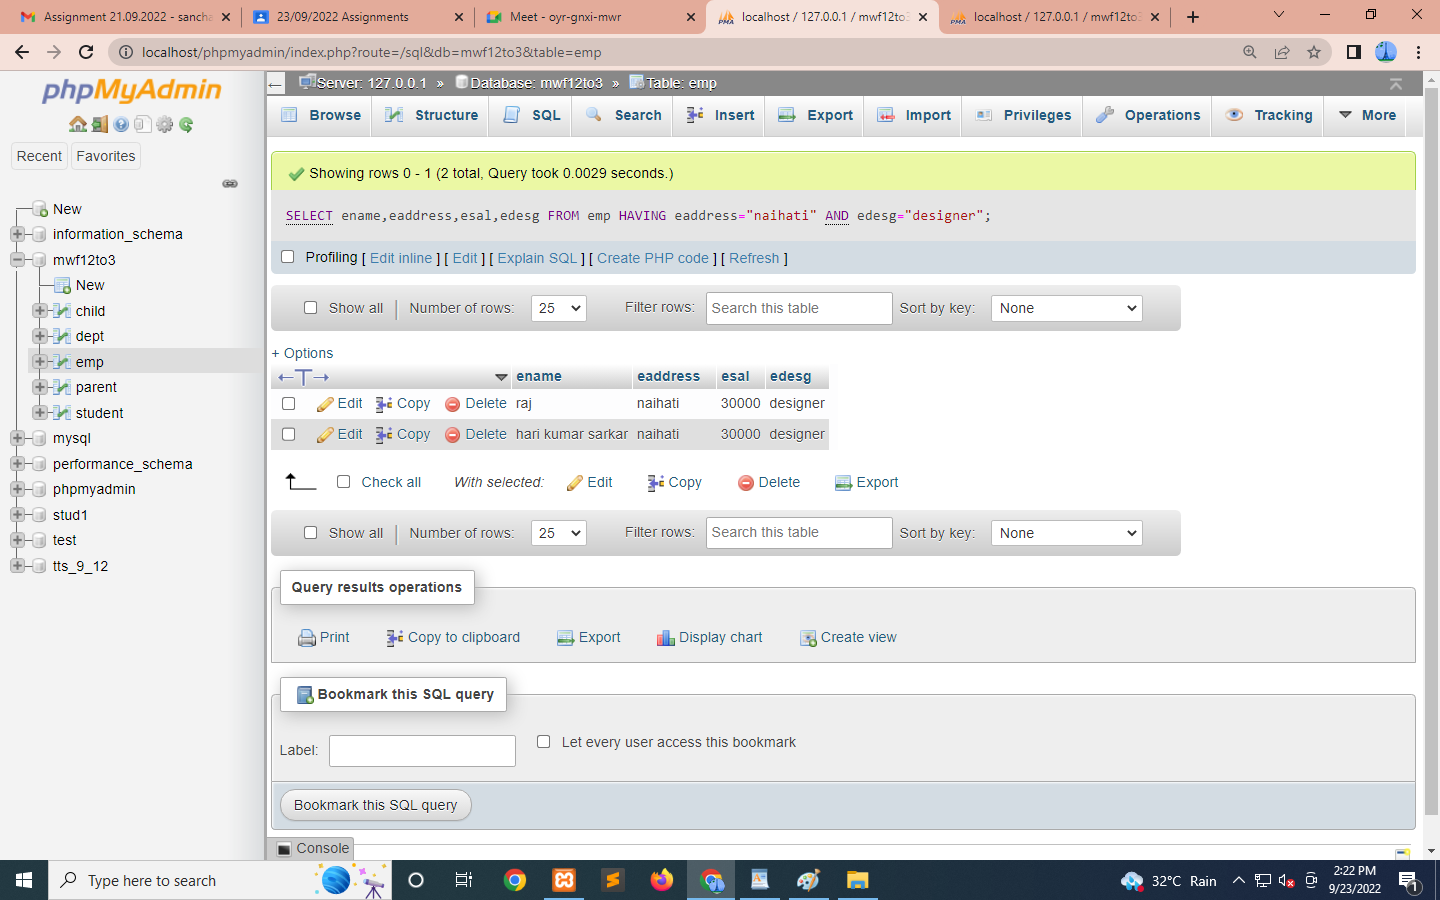 Assignment 21.09.2022 - sancha
23/09/2022 Assignments
Meet - oyr-gnxi-mwr
localhost / 127.0.0.1 / mwf12to3
localhost / 127.0.0.1 / mwf12to3
localhost/phpmyadmin/index.php?route=/sql&db=mwf12to3&table=emp
phpMyAdmin
Recent Favorites
New
information_schema
mwf12to3
New
child
dept
emp
parent
student
mysql
performance_schema
phpmyadmin
stud1
test
tts_9_12
Server: 127.0.0.1 » Database: mwf12to3 » Table: emp
Browse Structure SQL Search Insert Export Import Privileges Operations Tracking More
Showing rows 0 - 1 (2 total, Query took 0.0029 seconds.)
SELECT ename,eaddress,esal,edesg FROM emp HAVING eaddress="naihati" AND edesg="designer";
Profiling [ Edit inline ] [ Edit ] [ Explain SQL ] [ Create PHP code ] [ Refresh ]
Show all | Number of rows: 25 Filter rows: Search this table Sort by key: None
+ Options
←T→ ename eaddress esal edesg
Edit Copy Delete raj naihati 30000 designer
Edit Copy Delete hari kumar sarkar naihati 30000 designer
Check all With selected: Edit Copy Delete Export
Show all | Number of rows: 25 Filter rows: Search this table Sort by key: None
Query results operations
Print Copy to clipboard Export Display chart Create view
Bookmark this SQL query
Label: Let every user access this bookmark
Bookmark this SQL query
Console
Type here to search
32°C Rain
2:22 PM
9/23/2022
1